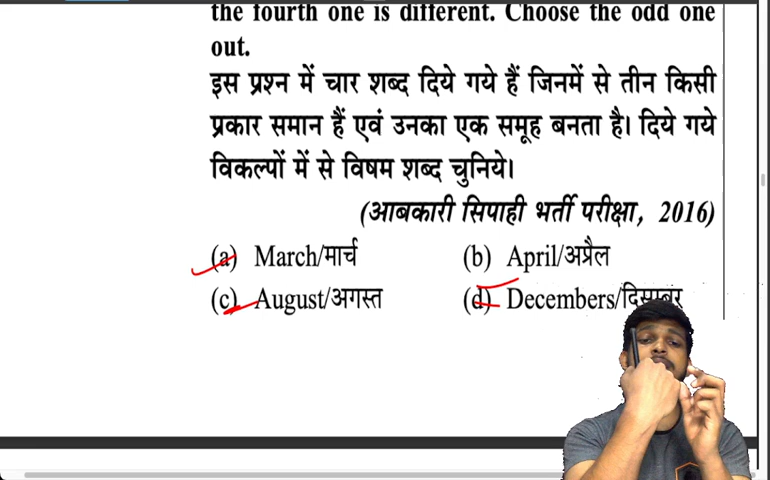 the fourth one is different. Choose the odd one
out.
इस प्रश्न में चार शब्द दिये गये हैं जिनमें से तीन किसी
प्रकार समान हैं एवं उनका एक समूह बनता है। दिये गये
विकल्पों में से विषम शब्द चुनिये।
(आबकारी सिपाही भर्ती परीक्षा, 2016)
(a) March/मार्च (b) April/अप्रैल
(c) August/अगस्त (d) Decembers/दिसम्बर